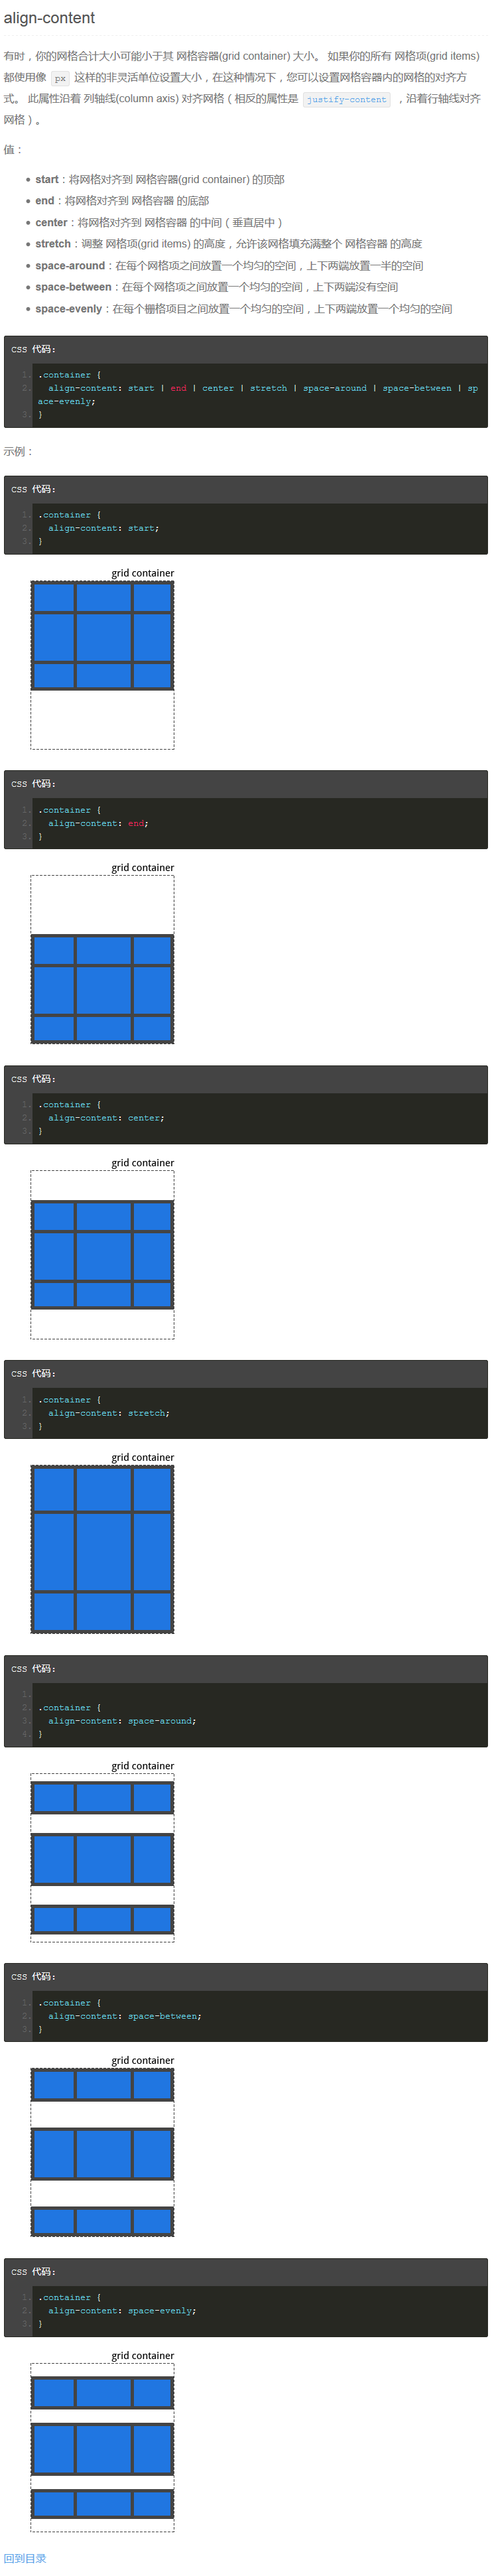 align-content
有时，你的网格合计大小可能小于其 网格容器(grid container) 大小。 如果你的所有 网格项(grid items)
都使用像 px 这样的非灵活单位设置大小，在这种情况下，您可以设置网格容器内的网格的对齐方
式。 此属性沿着 列轴线(column axis) 对齐网格（相反的属性是 justify-content ，沿着行轴线对齐
网格）。
值：
• start：将网格对齐到 网格容器(grid container) 的顶部
• end：将网格对齐到 网格容器 的底部
• center：将网格对齐到 网格容器 的中间（垂直居中）
• stretch：调整 网格项(grid items) 的高度，允许该网格填充满整个 网格容器 的高度
• space-around：在每个网格项之间放置一个均匀的空间，上下两端放置一半的空间
• space-between：在每个网格项之间放置一个均匀的空间，上下两端没有空间
• space-evenly：在每个栅格项目之间放置一个均匀的空间，上下两端放置一个均匀的空间
CSS 代码:
1. .container {
2. align-content: start | end | center | stretch | space-around | space-between | sp
ace-evenly;
3. }
示例：
CSS 代码:
1. .container {
2. align-content: start;
3. }
grid container
CSS 代码:
1. .container {
2. align-content: end;
3. }
grid container
CSS 代码:
1. .container {
2. align-content: center;
3. }
grid container
CSS 代码:
1. .container {
2. align-content: stretch;
3. }
grid container
CSS 代码:
1.
2. .container {
3. align-content: space-around;
4. }
grid container
CSS 代码:
1. .container {
2. align-content: space-between;
3. }
grid container
CSS 代码:
1. .container {
2. align-content: space-evenly;
3. }
grid container
回到目录